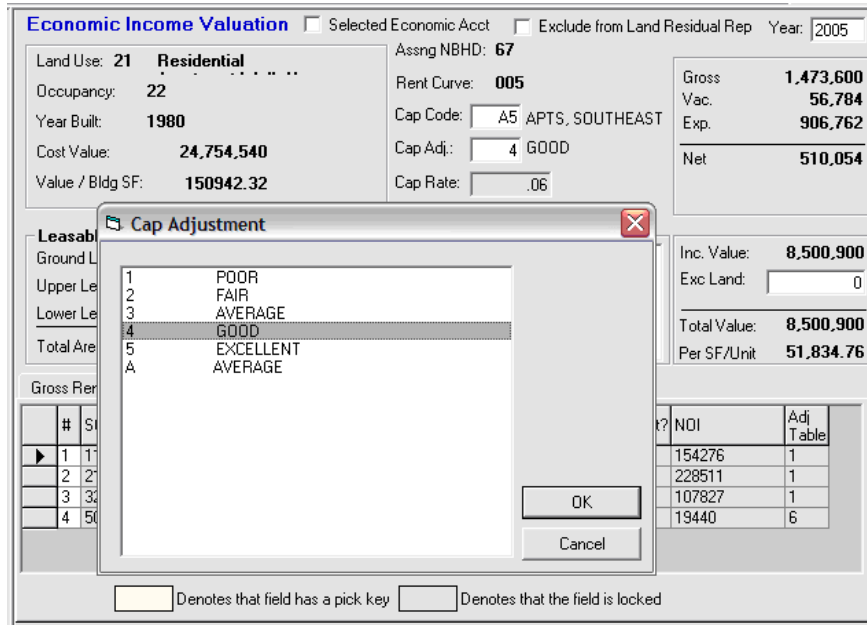 Economic Income Valuation Selected Economic Acct Exclude from Land Residual Rep Year: 2005
Land Use: 21 Residential
Occupancy: 22
Year Built: 1980
Cost Value: 24,754,540
Value / Bldg SF: 150942.32
Assng NBHD: 67
Rent Curve: 005
Cap Code: A5 APTS, SOUTHEAST
Cap Adj.: 4 GOOD
Cap Rate: .06
Gross 1,473,600
Vac. 56,784
Exp. 906,762
Net 510,054
Cap Adjustment
1 POOR
2 FAIR
3 AVERAGE
4 GOOD
5 EXCELLENT
A AVERAGE
OK
Cancel
Ground L
Upper Le
Lower Le
Total Are
Inc. Value: 8,500,900
Exc Land: 0
Total Value: 8,500,900
Per SF/Unit 51,834.76
Gross Rer
# NOI Adj Table
1 154276 1
2 228511 1
3 107827 1
4 19440 6
Denotes that field has a pick key Denotes that the field is locked